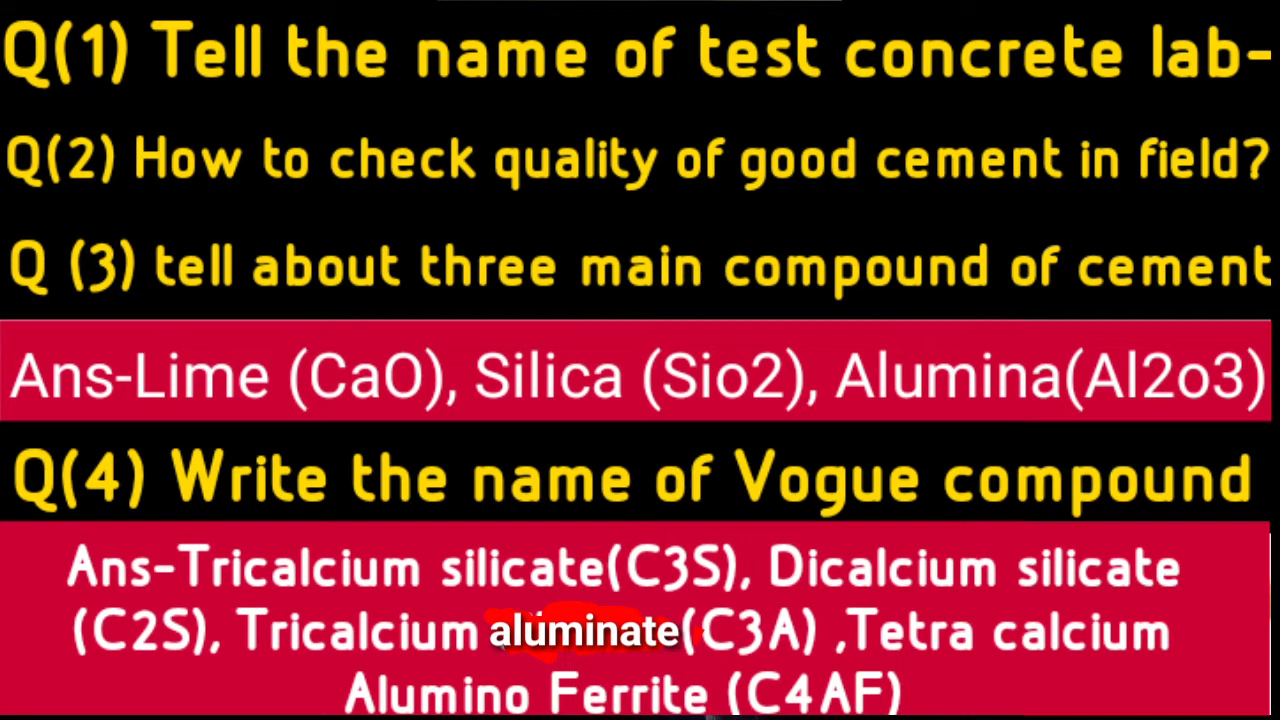 Q(1) Tell the name of test concrete lab-
Q(2) How to check quality of good cement in field?
Q (3) tell about three main compound of cement
Ans-Lime (CaO), Silica (Sio2), Alumina(Al2o3)
Q(4) Write the name of Vogue compound
Ans-Tricalcium silicate(C3S), Dicalcium silicate
(C2S), Tricalcium aluminate(C3A) ,Tetra calcium
Alumino Ferrite (C4AF)